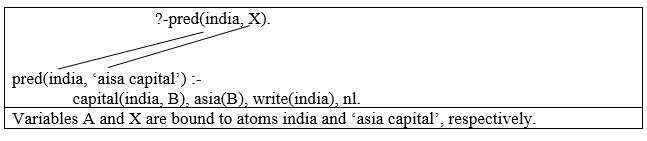 ?-pred(india, X).
pred(india, ‘aisa capital’) :-
capital(india, B), asia(B), write(india), nl.
Variables A and X are bound to atoms india and ‘asia capital’, respectively.